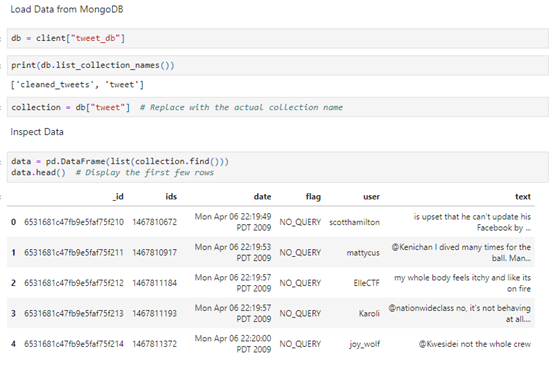 Load Data from MongoDB
db = client["tweet_db"]
print(db.list_collection_names())
['cleaned_tweets', 'tweet']
collection = db["tweet"]  # Replace with the actual collection name
Inspect Data
data = pd.DataFrame(list(collection.find()))
data.head()  # Display the first few rows
_id ids date flag user text
0 6531681c47fb9e5faf75f210 1467810672 Mon Apr 06 22:19:49 PDT 2009 NO_QUERY scotthamilton is upset that he can't update his Facebook by ...
1 6531681c47fb9e5faf75f211 1467810917 Mon Apr 06 22:19:53 PDT 2009 NO_QUERY mattycus @Kenichan I dived many times for the ball. Man...
2 6531681c47fb9e5faf75f212 1467811184 Mon Apr 06 22:19:57 PDT 2009 NO_QUERY ElleCTF my whole body feels itchy and like its on fire
3 6531681c47fb9e5faf75f213 1467811193 Mon Apr 06 22:19:57 PDT 2009 NO_QUERY Karoli @nationwideclass no, it's not behaving at all....
4 6531681c47fb9e5faf75f214 1467811372 Mon Apr 06 22:20:00 PDT 2009 NO_QUERY joy_wolf @Kwesidei not the whole crew